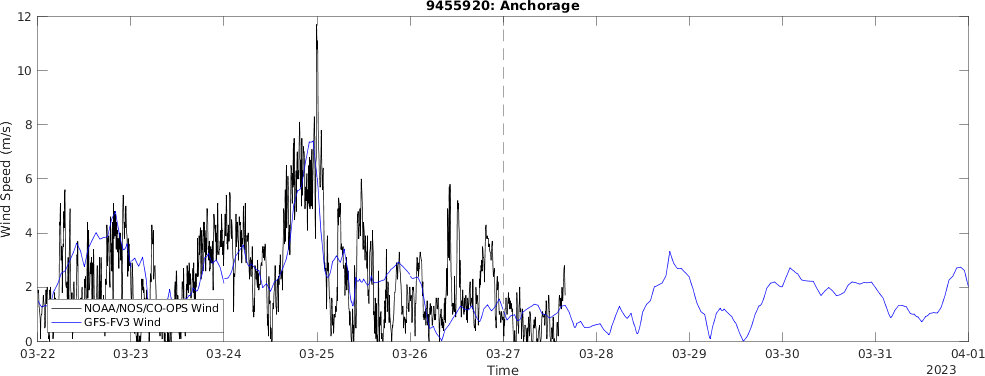 9455920: Anchorage
12
10
8
6
4
2
0
Wind Speed (m/s)
NOAA/NOS/CO-OPS Wind
GFS-FV3 Wind
03-22 03-23 03-24 03-25 03-26 03-27 03-28 03-29 03-30 03-31 04-01
Time
2023